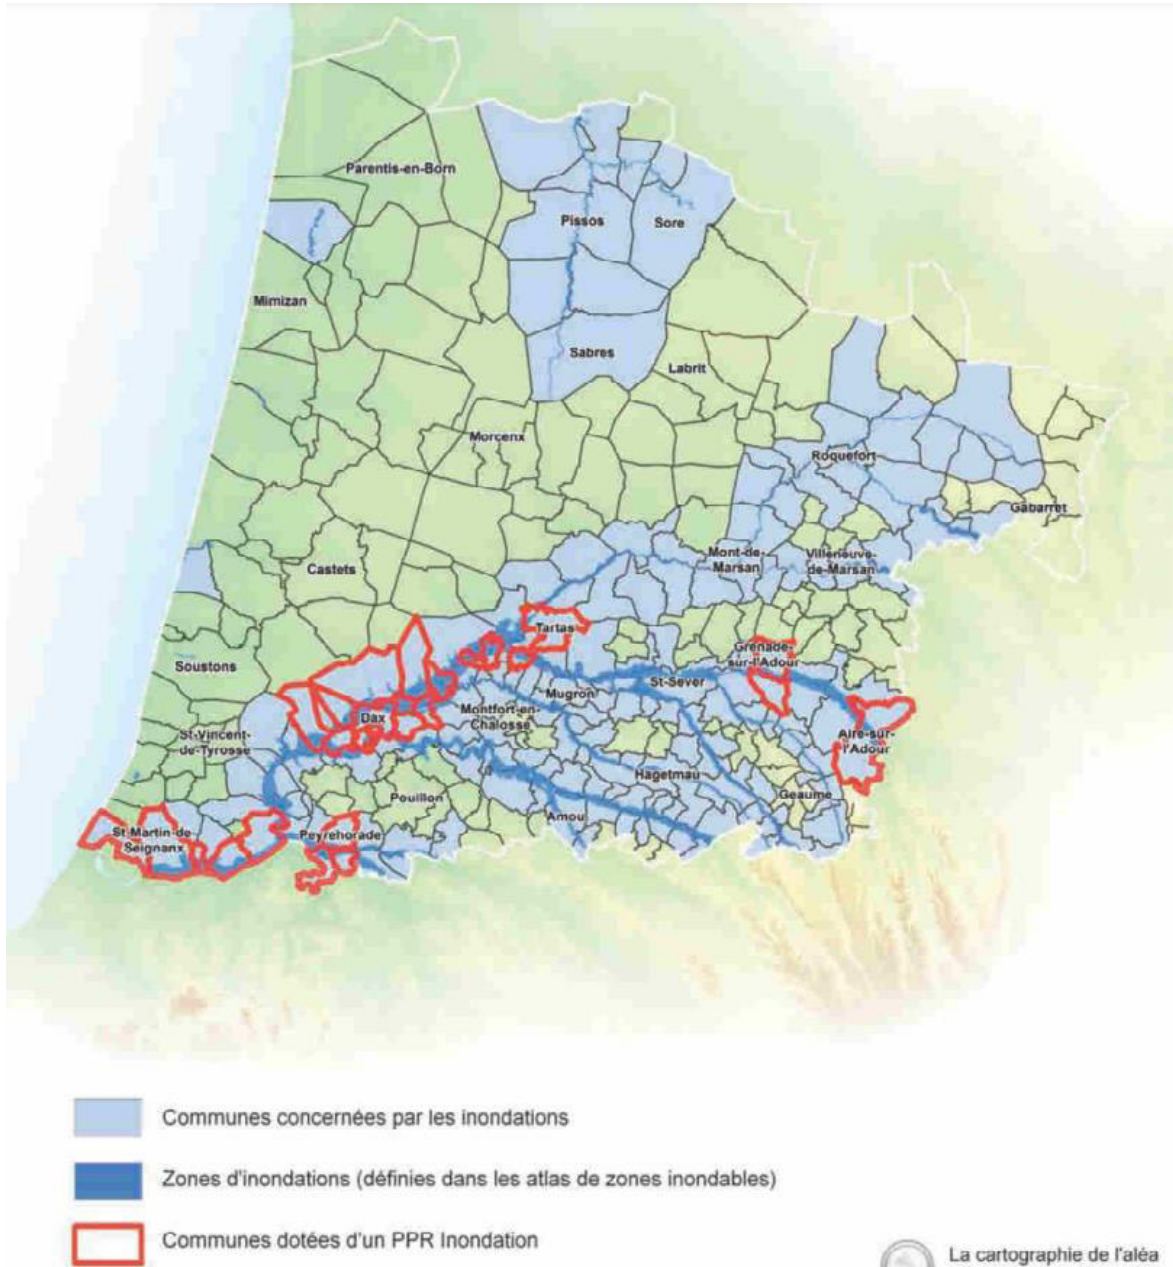 Parentis-en-Born
Pissos
Sore
Mimizan
Sabres
Labrit
Morcenx
Roquefort
Gabarret
Castets
Mont-de-
Marsan
Villeneuve-
de-Marsan
Tartas
Soustons
Grenade-
sur-l'Adour
St-Sever
Mugron
Dax
Montfort-en-
Chalosse
St-Vincent-
de-Tyrosse
Aire-sur-
l'Adour
Hagetmau
Geaume
Pouillon
Amou
St-Martin-de-
Seignanx
Peyrehorade
Communes concernées par les inondations
Zones d'inondations (définies dans les atlas de zones inondables)
Communes dotées d'un PPR Inondation
La cartographie de l'aléa